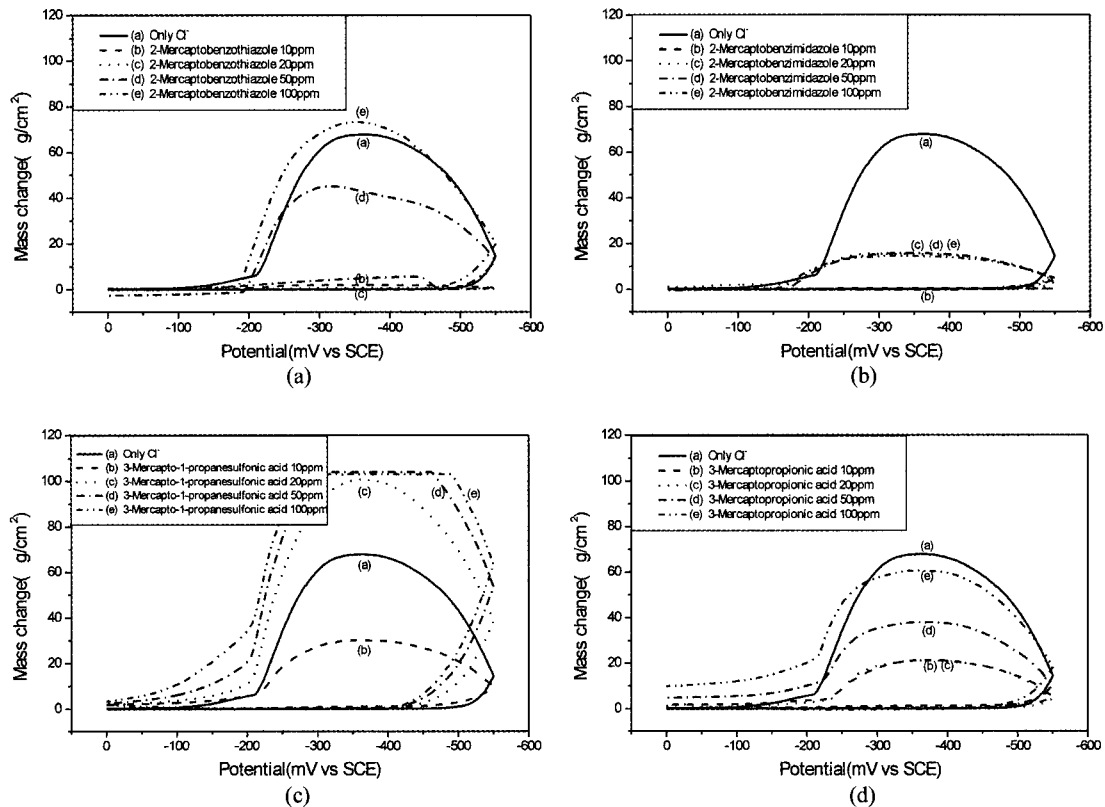 120
100
80
60
40
20
0
Mass change( g/cm²)
(a) Only Cl⁻
(b) 2-Mercaptobenzothiazole 10ppm
(c) 2-Mercaptobenzothiazole 20ppm
(d) 2-Mercaptobenzothiazole 50ppm
(e) 2-Mercaptobenzothiazole 100ppm
(e)
(a)
(d)
(b)
(c)
0 -100 -200 -300 -400 -500 -600
Potential(mV vs SCE)
(a)
120
100
80
60
40
20
0
Mass change( g/cm²)
(a) Only Cl⁻
(b) 2-Mercaptobenzimidazole 10ppm
(c) 2-Mercaptobenzimidazole 20ppm
(d) 2-Mercaptobenzimidazole 50ppm
(e) 2-Mercaptobenzimidazole 100ppm
(a)
(c) (d) (e)
(b)
0 -100 -200 -300 -400 -500 -600
Potential(mV vs SCE)
(b)
120
100
80
60
40
20
0
Mass change( g/cm²)
(a) Only Cl⁻
(b) 3-Mercapto-1-propanesulfonic acid 10ppm
(c) 3-Mercapto-1-propanesulfonic acid 20ppm
(d) 3-Mercapto-1-propanesulfonic acid 50ppm
(e) 3-Mercapto-1-propanesulfonic acid 100ppm
(c)
(d)
(e)
(a)
(b)
0 -100 -200 -300 -400 -500 -600
Potential(mV vs SCE)
(c)
120
100
80
60
40
20
0
Mass change( g/cm²)
(a) Only Cl⁻
(b) 3-Mercaptopropionic acid 10ppm
(c) 3-Mercaptopropionic acid 20ppm
(d) 3-Mercaptopropionic acid 50ppm
(e) 3-Mercaptopropionic acid 100ppm
(a)
(e)
(d)
(b) (c)
0 -100 -200 -300 -400 -500 -600
Potential(mV vs SCE)
(d)